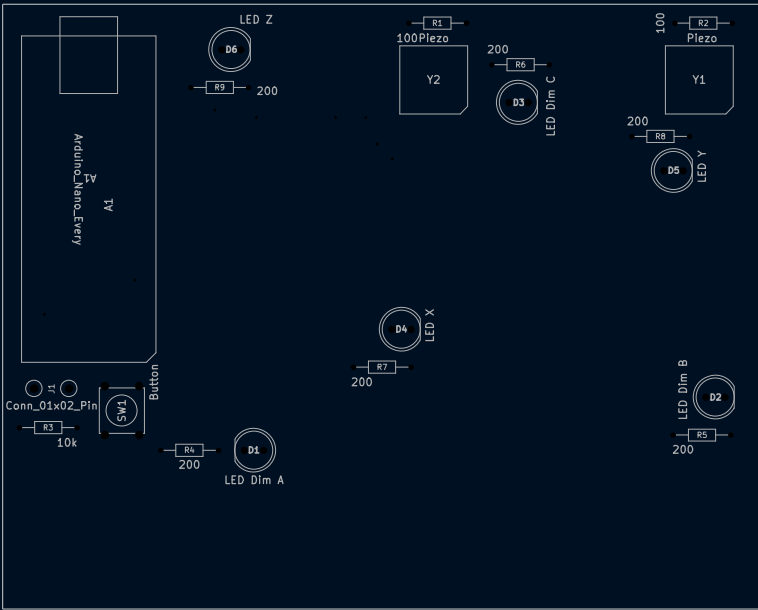 LED Z
D6
R9
200
R1
100Piezo
Y2
200
R6
D3
LED Dim C
100
R2
Piezo
Y1
200
R8
D5
LED Y
Arduino_Nano_Every
A1
A1
D4
LED X
R7
200
J1
Conn_01x02_Pin
R3
10k
Button
SW1
R4
200
D1
LED Dim A
LED Dim B
D2
R5
200